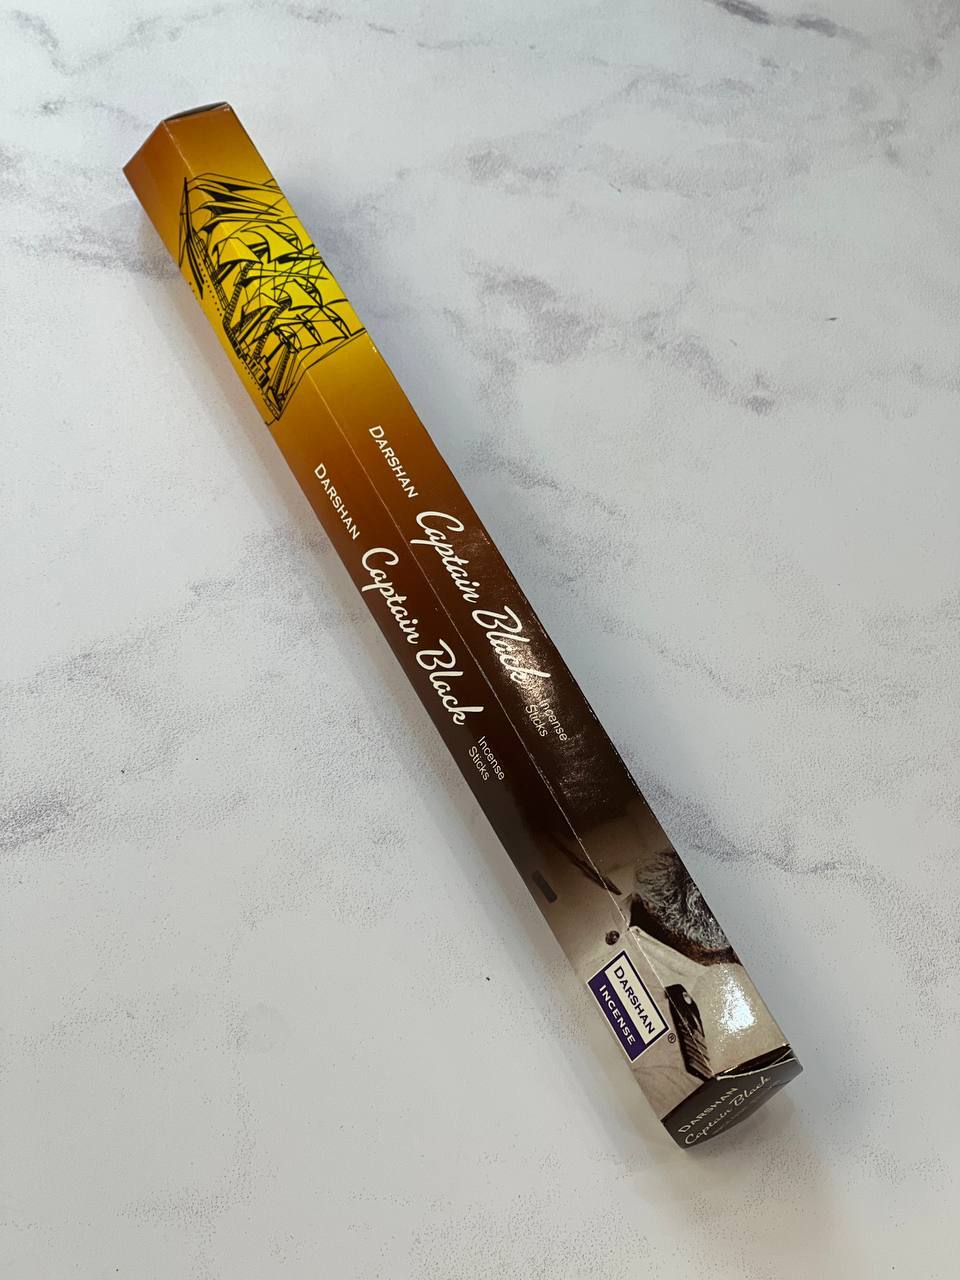 DARSHAN
Captain Black
Incense
Sticks
DARSHAN
Captain Black
Incense
Sticks
DARSHAN
INCENSE
®
DARSHAN
Captain Black